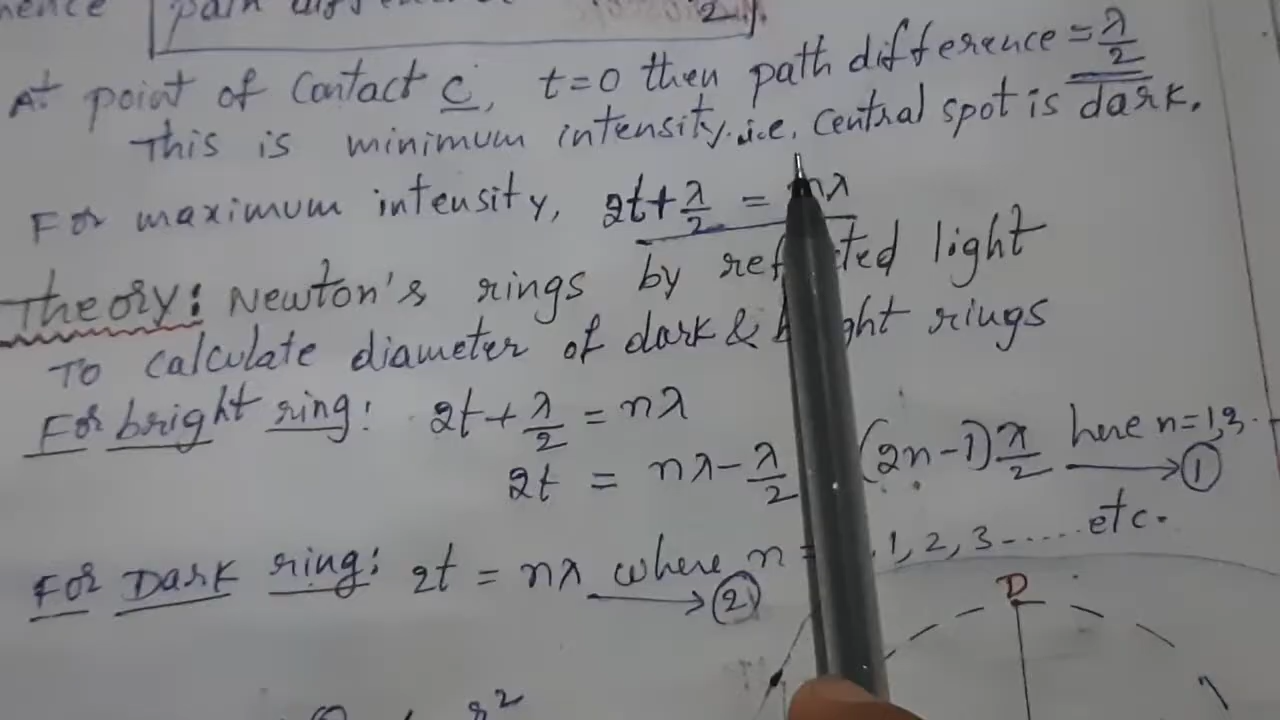 hence path
At point of Contact C, t=0 then path difference = λ/2
This is minimum intensity. i.e. central spot is dark.
For maximum intensity, 2t+λ/2 = nλ
Theory: Newton's rings by light
To calculate diameter of dark & rings
For bright ring: 2t+λ/2 = nλ
2t = nλ-λ/2 (2n-1)λ/2 here n=1,2.. → ①
For Dark ring: 2t = nλ where n = 1, 2, 3 ...... etc. → ②
D